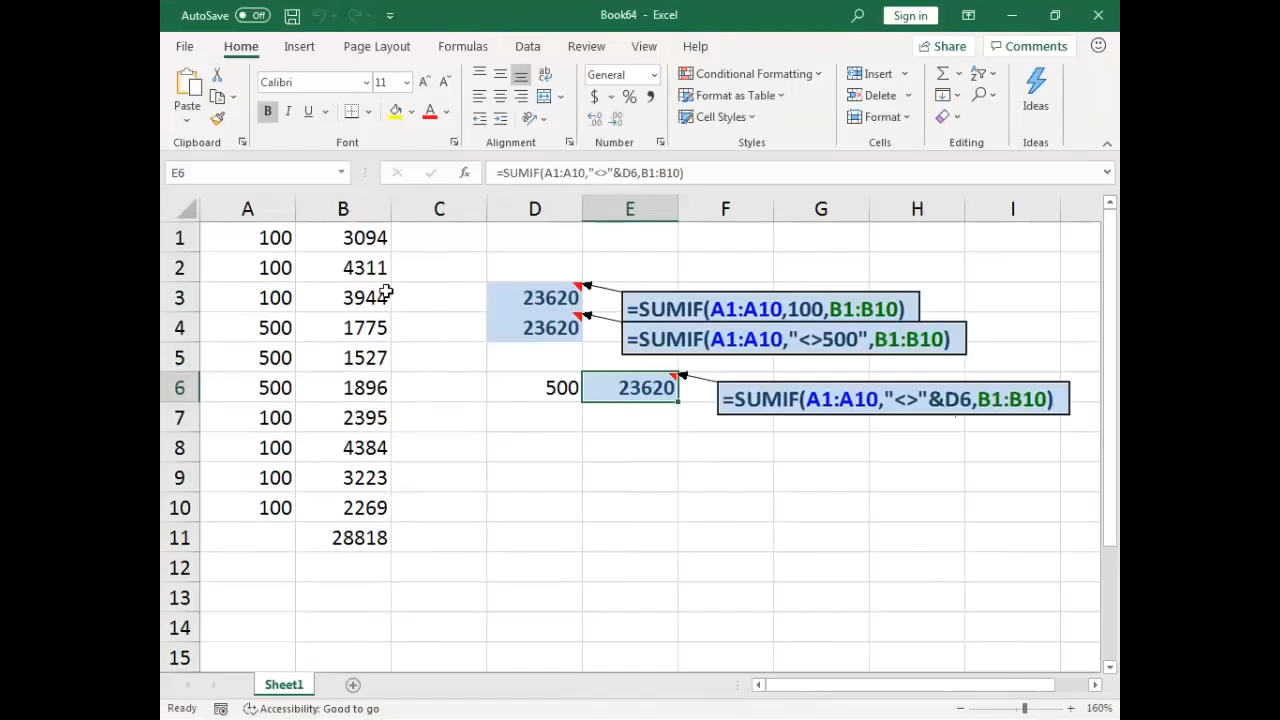 AutoSave Off Book64 - Excel Sign in
File Home Insert Page Layout Formulas Data Review View Help Share Comments
Paste Calibri 11 A^ A˅ ab General Conditional Formatting Insert Σ Ideas
B I U A $ % , Format as Table Delete
Cell Styles Format
Clipboard Font Alignment Number Styles Cells Editing Ideas
E6 fx =SUMIF(A1:A10,"<>"&D6,B1:B10)
A B C D E F G H I
1 100 3094
2 100 4311
3 100 3944 23620 =SUMIF(A1:A10,100,B1:B10)
4 500 1775 23620 =SUMIF(A1:A10,"<>500",B1:B10)
5 500 1527
6 500 1896 500 23620 =SUMIF(A1:A10,"<>"&D6,B1:B10)
7 100 2395
8 100 4384
9 100 3223
10 100 2269
11 28818
12
13
14
15
Sheet1
Ready Accessibility: Good to go 160%